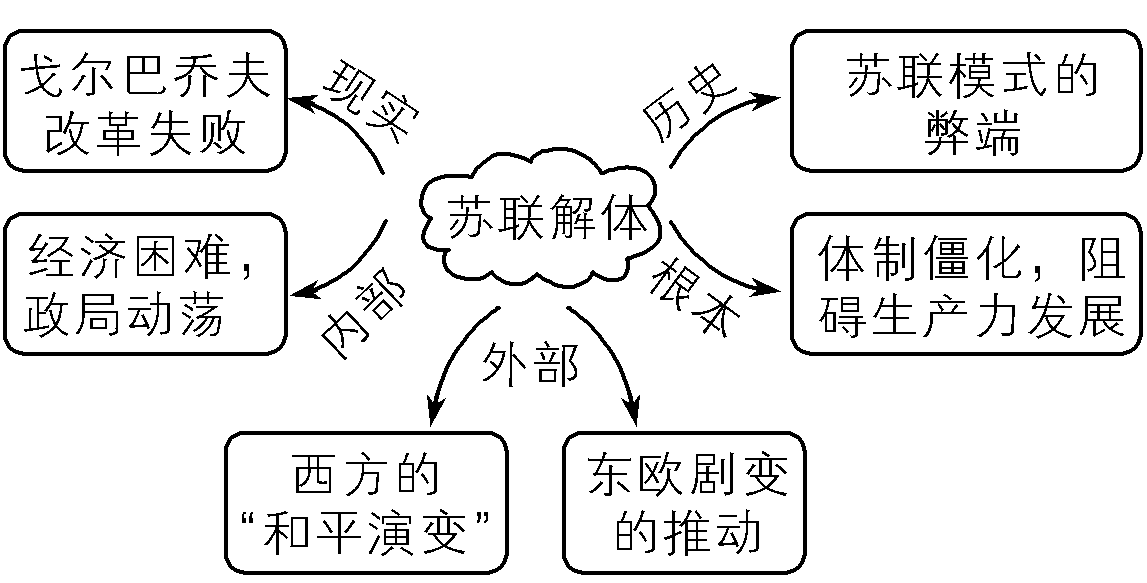 戈尔巴乔夫
改革失败
现实
历史
苏联模式的
弊端
苏联解体
经济困难，
政局动荡
内部
根本
体制僵化，阻
碍生产力发展
外部
西方的
“和平演变”
东欧剧变
的推动